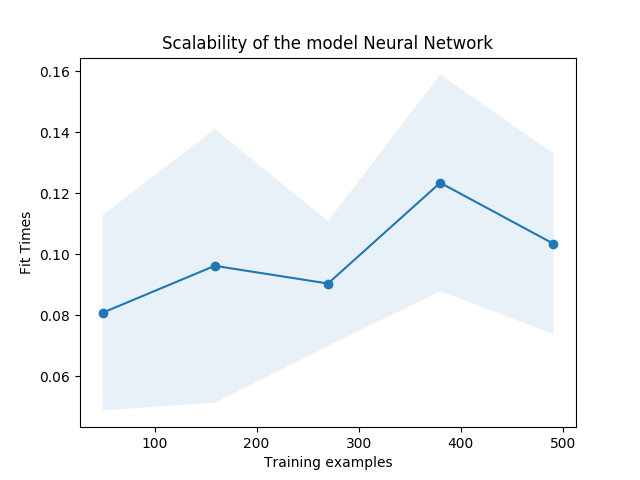 Scalability of the model Neural Network
0.16
0.14
0.12
0.10
0.08
0.06
Fit Times
100 200 300 400 500
Training examples